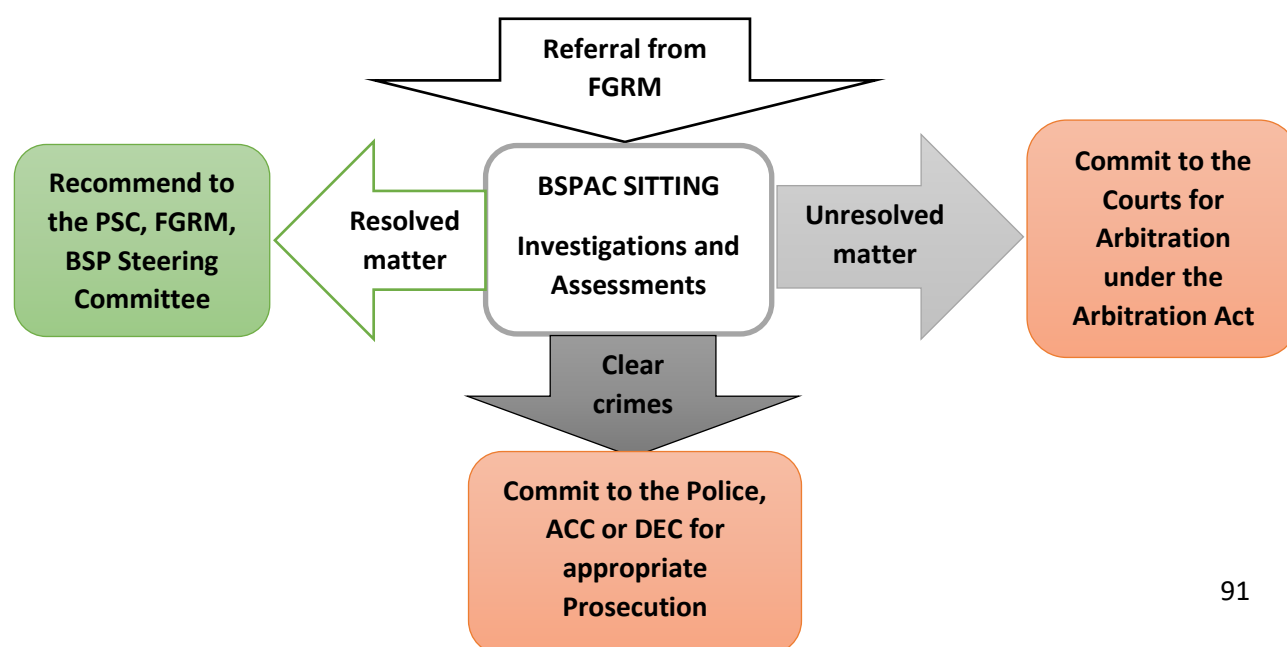 Referral from
FGRM
Recommend to
the PSC, FGRM,
BSP Steering
Committee
Resolved
matter
BSPAC SITTING
Investigations and
Assessments
Unresolved
matter
Commit to the
Courts for
Arbitration
under the
Arbitration Act
Clear
crimes
Commit to the Police,
ACC or DEC for
appropriate
Prosecution
91